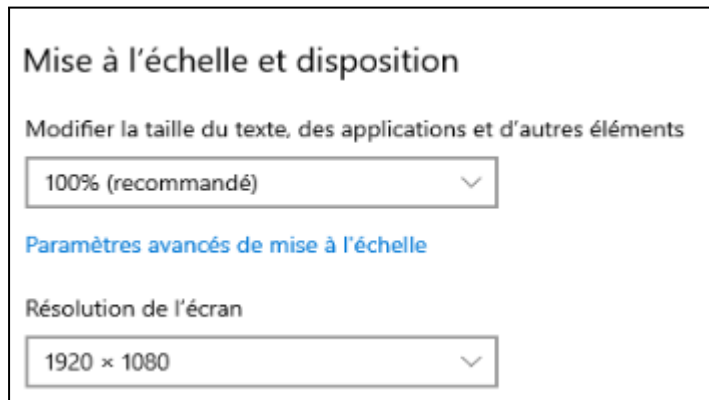 Mise à l’échelle et disposition
Modifier la taille du texte, des applications et d’autres éléments
100% (recommandé)
Paramètres avancés de mise à l’échelle
Résolution de l’écran
1920 × 1080